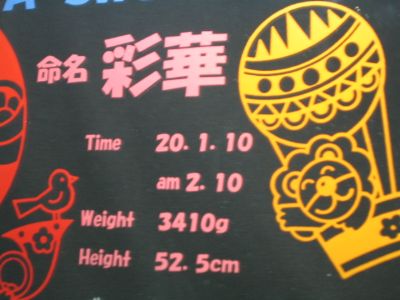 命名 彩華
Time 20. 1. 10
am 2. 10
Weight 3410g
Height 52. 5cm